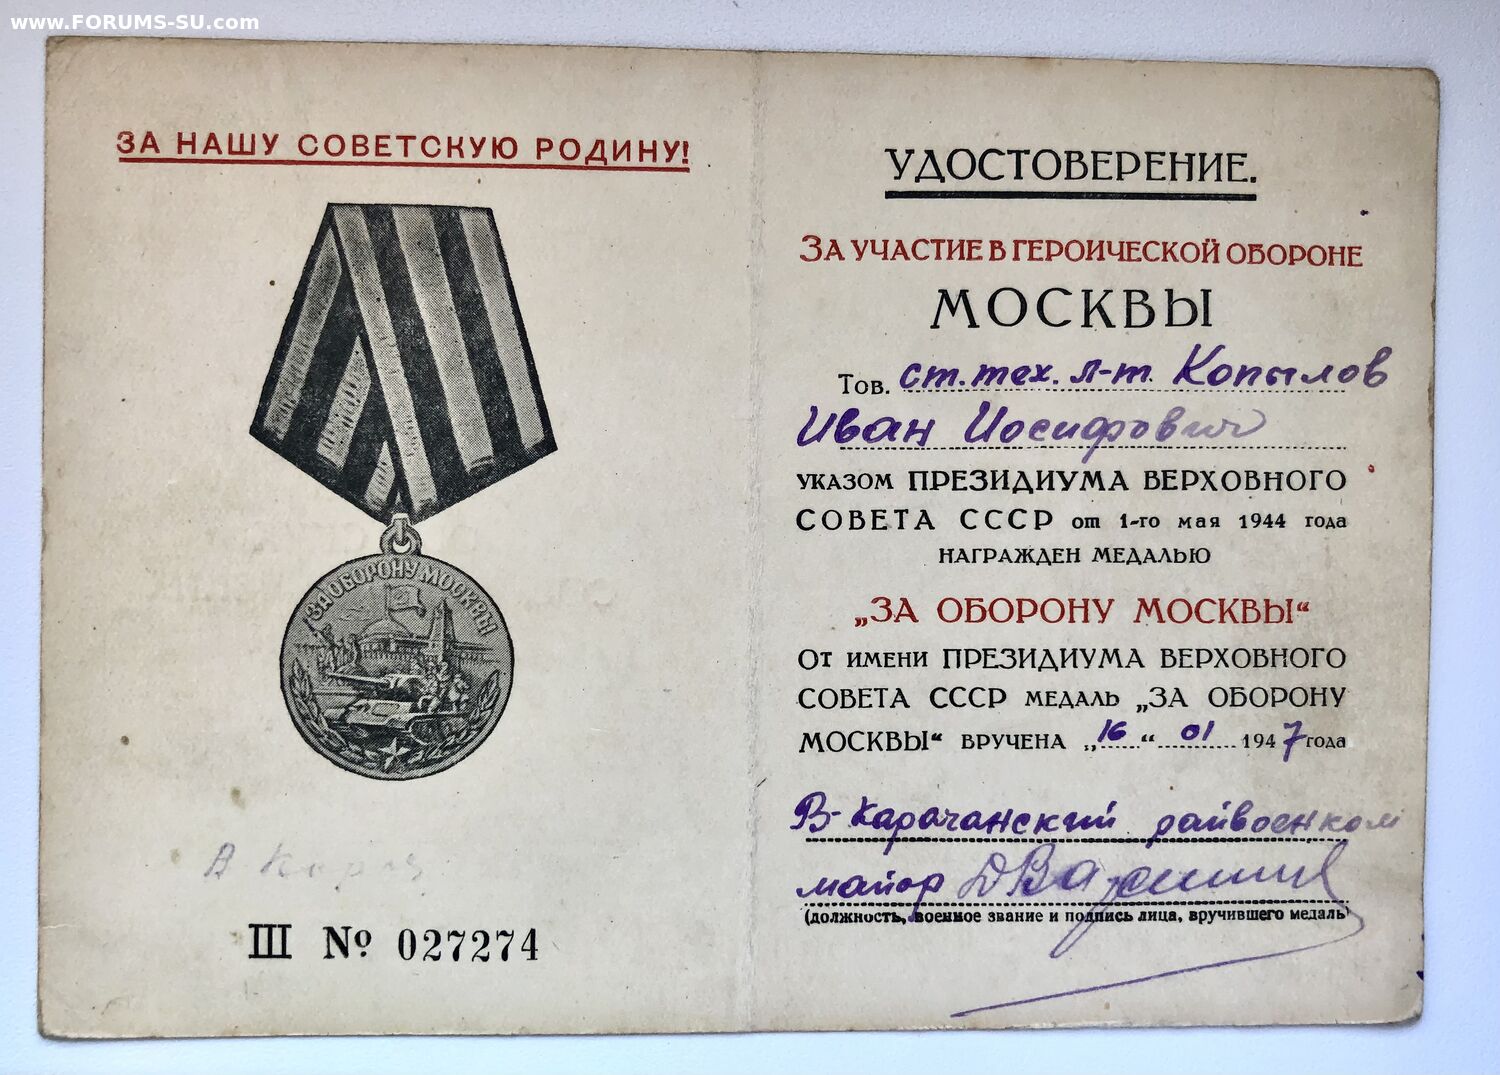 www.FORUMS-SU.com
ЗА НАШУ СОВЕТСКУЮ РОДИНУ!
ЗА ОБОРОНУ МОСКВЫ
III № 027274
УДОСТОВЕРЕНИЕ.
ЗА УЧАСТИЕ В ГЕРОИЧЕСКОЙ ОБОРОНЕ
МОСКВЫ
Тов. ст. тех. л-т. Копылов
Иван Иосифович
УКАЗОМ ПРЕЗИДИУМА ВЕРХОВНОГО
СОВЕТА СССР от 1-го мая 1944 года
НАГРАЖДЕН МЕДАЛЬЮ
„ЗА ОБОРОНУ МОСКВЫ“
От имени ПРЕЗИДИУМА ВЕРХОВНОГО
СОВЕТА СССР МЕДАЛЬ „ЗА ОБОРОНУ
МОСКВЫ“ ВРУЧЕНА „16“ 01 1947 года
В-Карачанский райвоенком
майор
(должность, военное звание и подпись лица, вручившего медаль)